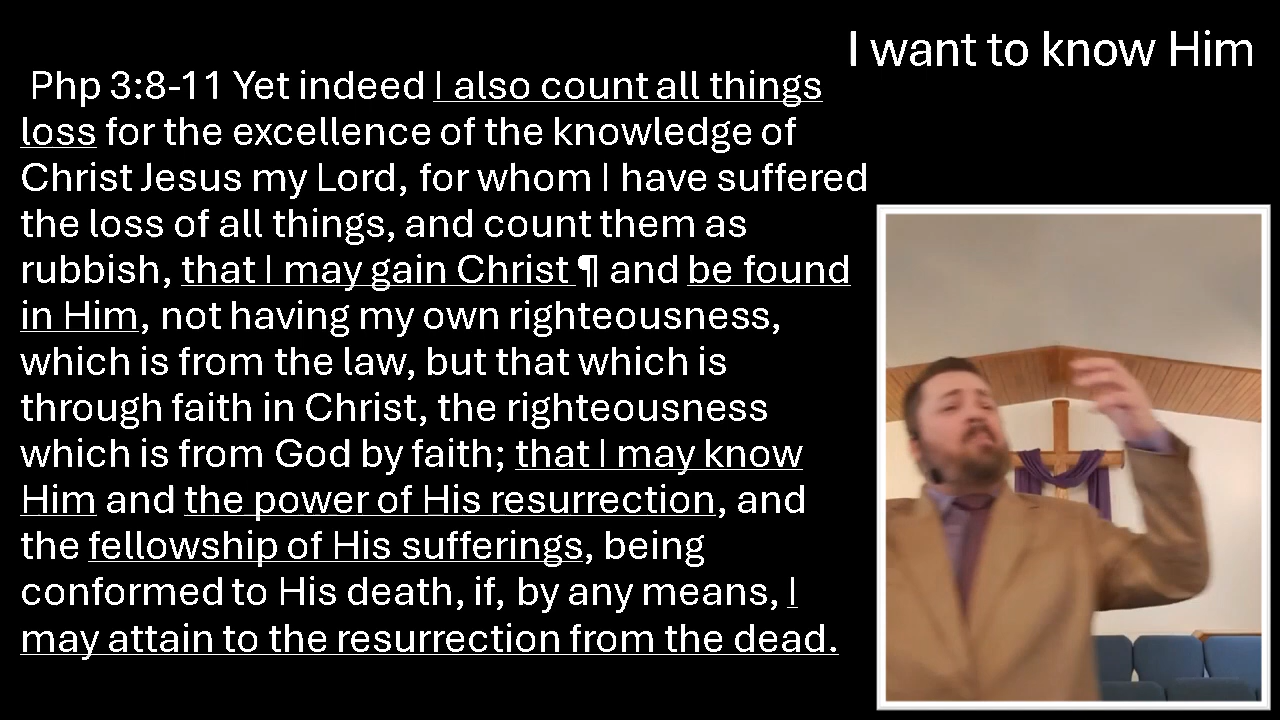 I want to know Him
Php 3:8-11 Yet indeed I also count all things
loss for the excellence of the knowledge of
Christ Jesus my Lord, for whom I have suffered
the loss of all things, and count them as
rubbish, that I may gain Christ ¶ and be found
in Him, not having my own righteousness,
which is from the law, but that which is
through faith in Christ, the righteousness
which is from God by faith; that I may know
Him and the power of His resurrection, and
the fellowship of His sufferings, being
conformed to His death, if, by any means, I
may attain to the resurrection from the dead.